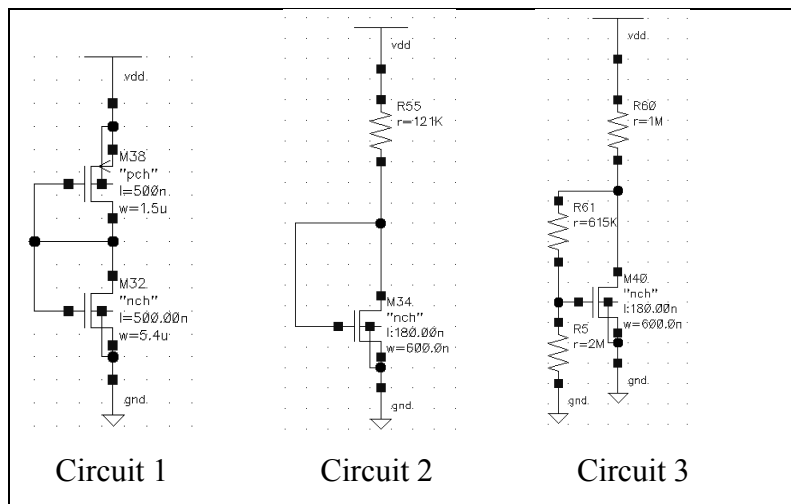 vdd
M38
"pch"
l=500n
w=1.5u
M32
"nch"
l=500.00n
w=5.4u
gnd
Circuit 1
vdd
R55
r=121K
M34
"nch"
l:180.00n
w=600.0n
gnd
Circuit 2
vdd
R60
r=1M
R61
r=615K
M40
"nch"
l:180.00n
w=600.0n
R5
r=2M
gnd
gnd
Circuit 3